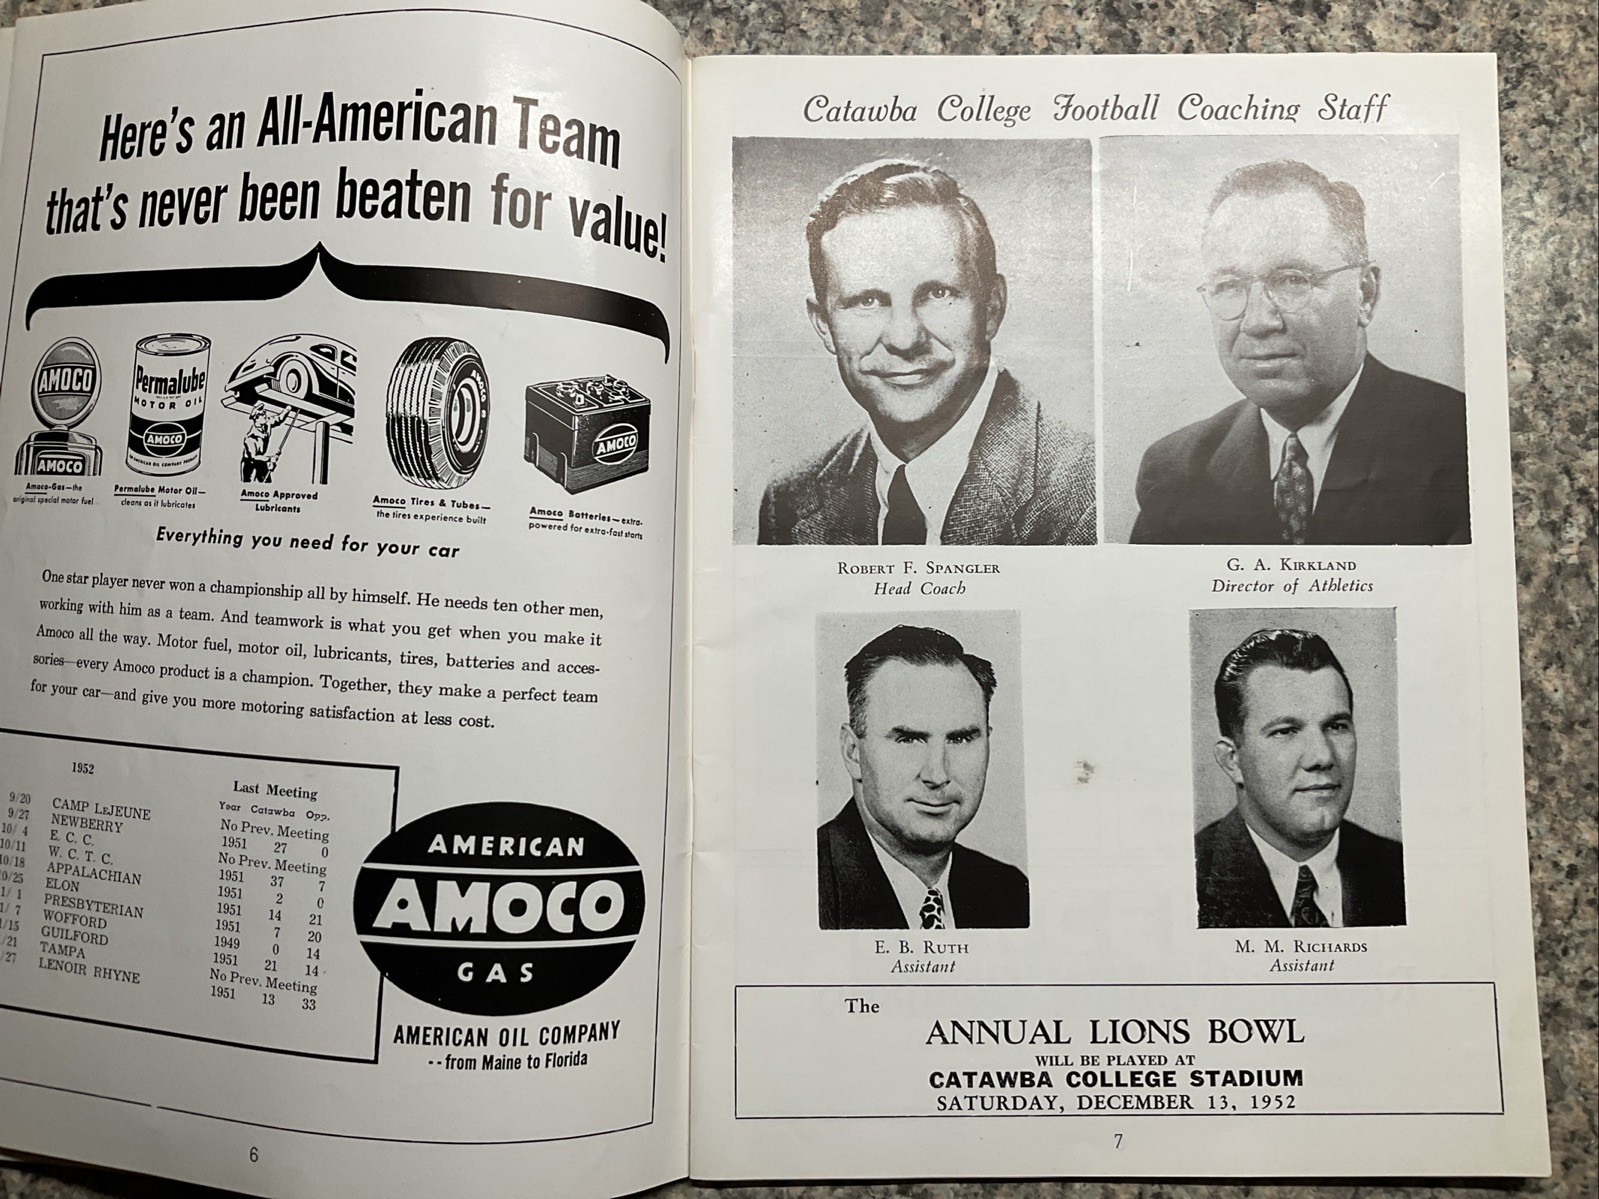 Here's an All-American Team
that's never been beaten for value!
AMOCO
AMOCO
Permalube
MOTOR OIL
AMOCO
AMOCO
AMOCO
Amoco-Gas—the
original special motor fuel
Permalube Motor Oil—
cleans as it lubricates
Amoco Approved
Lubricants
Amoco Tires & Tubes—
the tires experience built
Amoco Batteries—extra-
powered for extra-fast starts
Everything you need for your car
One star player never won a championship all by himself. He needs ten other men,
working with him as a team. And teamwork is what you get when you make it
Amoco all the way. Motor fuel, motor oil, lubricants, tires, batteries and acces-
sories—every Amoco product is a champion. Together, they make a perfect team
for your car—and give you more motoring satisfaction at less cost.
1952 Last Meeting
Year Catawba Opp.
9/20 CAMP LEJEUNE No Prev. Meeting
9/27 NEWBERRY 1951 27 0
10/ 4 E. C. C. No Prev. Meeting
10/11 W. C. T. C. 1951 37 7
10/18 APPALACHIAN 1951 2 0
0/25 ELON 1951 14 21
1/ 1 PRESBYTERIAN 1951 7 20
1/ 7 WOFFORD 1949 0 14
1/15 GUILFORD 1951 21 14
/21 TAMPA No Prev. Meeting
/27 LENOIR RHYNE 1951 13 33
AMERICAN
AMOCO
GAS
AMERICAN OIL COMPANY
--from Maine to Florida
6
Catawba College Football Coaching Staff
ROBERT F. SPANGLER
Head Coach
G. A. KIRKLAND
Director of Athletics
E. B. RUTH
Assistant
M. M. RICHARDS
Assistant
The
ANNUAL LIONS BOWL
WILL BE PLAYED AT
CATAWBA COLLEGE STADIUM
SATURDAY, DECEMBER 13, 1952
7